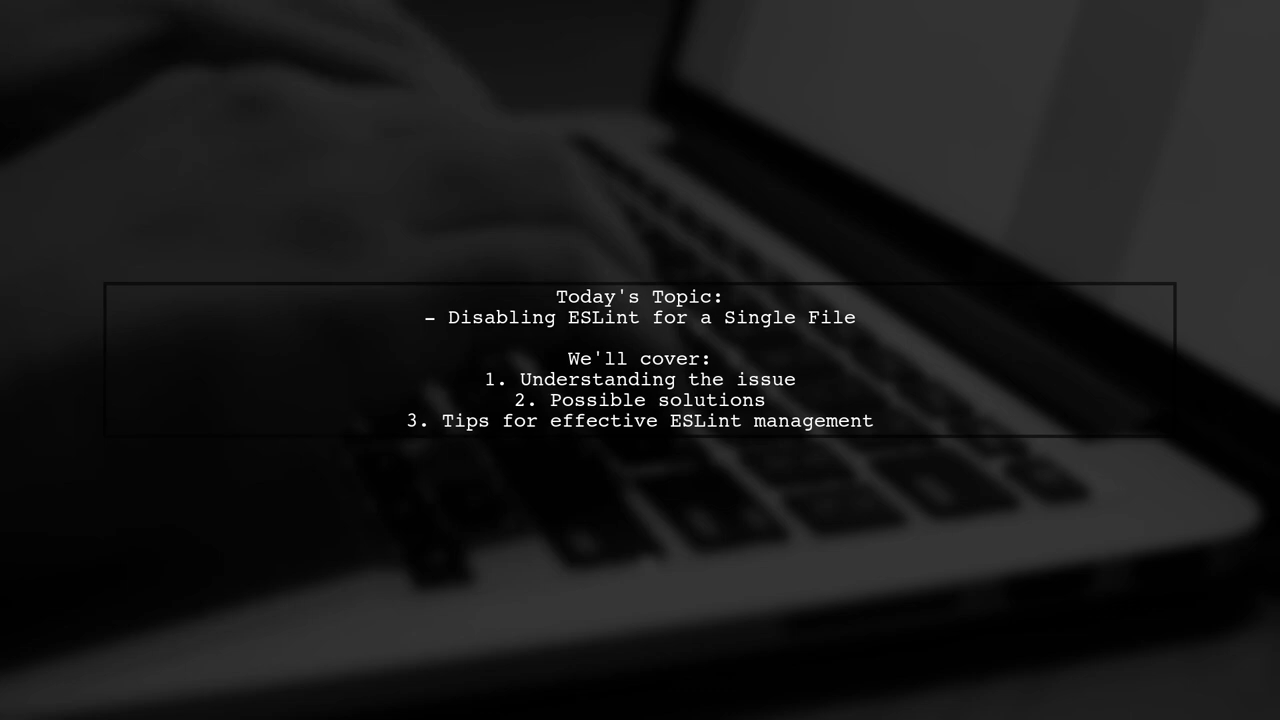 Today's Topic:
– Disabling ESLint for a Single File
We'll cover:
1. Understanding the issue
2. Possible solutions
3. Tips for effective ESLint management